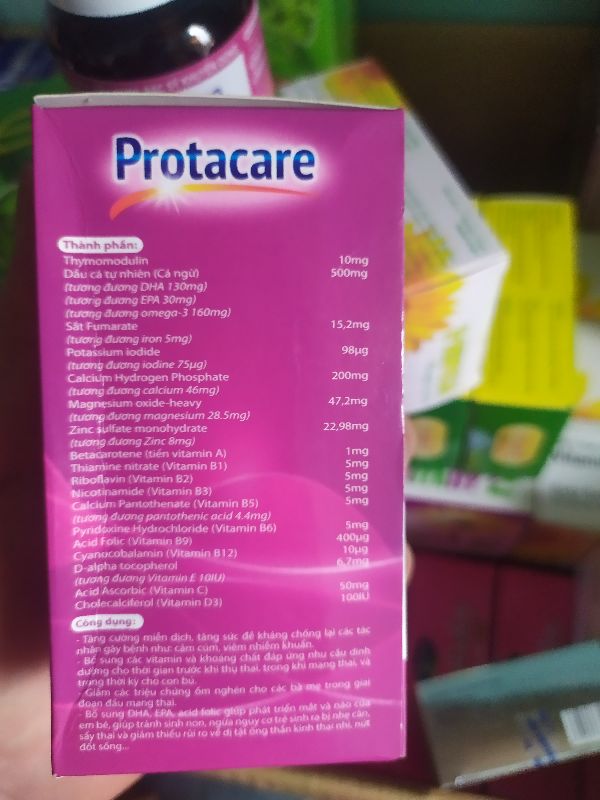 Protacare
Thành phần:
Thymomodulin 10mg
Dầu cá tự nhiên (Cá ngừ) 500mg
(tương đương DHA 130mg)
(tương đương EPA 30mg)
(tương đương omega-3 160mg)
Sắt Fumarate 15,2mg
(tương đương iron 5mg)
Potassium iodide 98µg
(tương đương iodine 75µg)
Calcium Hydrogen Phosphate 200mg
(tương đương calcium 46mg)
Magnesium oxide-heavy 47,2mg
(tương đương magnesium 28.5mg)
Zinc sulfate monohydrate 22,98mg
(tương đương Zinc 8mg)
Betacarotene (tiền vitamin A) 1mg
Thiamine nitrate (Vitamin B1) 5mg
Riboflavin (Vitamin B2) 5mg
Nicotinamide (Vitamin B3) 5mg
Calcium Pantothenate (Vitamin B5) 5mg
(tương đương pantothenic acid 4.4mg)
Pyridoxine Hydrochloride (Vitamin B6) 5mg
Acid Folic (Vitamin B9) 400µg
Cyanocobalamin (Vitamin B12) 10µg
D-alpha tocopherol 6,7mg
(tương đương Vitamin E 10IU)
Acid Ascorbic (Vitamin C) 50mg
Cholecalciferol (Vitamin D3) 100IU
Công dụng:
- Tăng cường miễn dịch, tăng sức đề kháng chống lại các tác
nhân gây bệnh như: cảm cúm, viêm nhiễm khuẩn.
- Bổ sung các vitamin và khoáng chất đáp ứng nhu cầu dinh
dưỡng cho thời gian trước khi thụ thai, trong khi mang thai, và
trong thời kỳ cho con bú.
- Giảm các triệu chứng ốm nghén cho các bà mẹ trong giai
đoạn đầu mang thai.
- Bổ sung DHA, EPA, acid folic giúp phát triển mắt và não của
em bé, giúp tránh sinh non, ngừa nguy cơ trẻ sinh ra bị nhẹ cân,
sẩy thai và giảm thiểu rủi ro về dị tật ống thần kinh thai nhi, nứt
đốt sống...